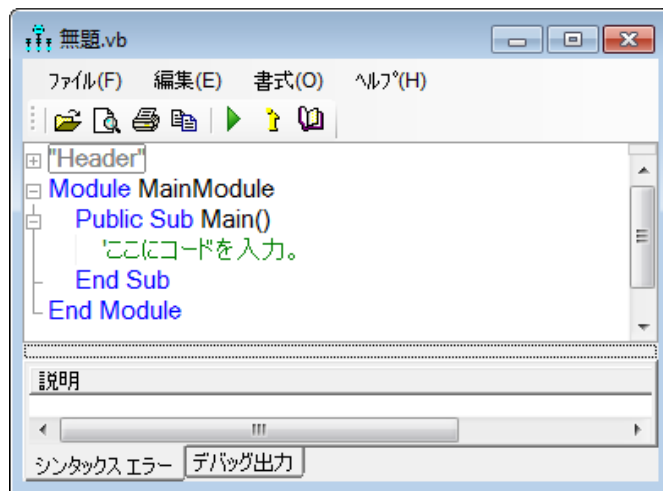 無題.vb
ﾌｧｲﾙ(F) 編集(E) 書式(O) ﾍﾙﾌﾟ(H)
"Header"
Module MainModule
Public Sub Main()
'ここにコードを入力。
End Sub
End Module
説明
シンタックス エラー デバッグ出力